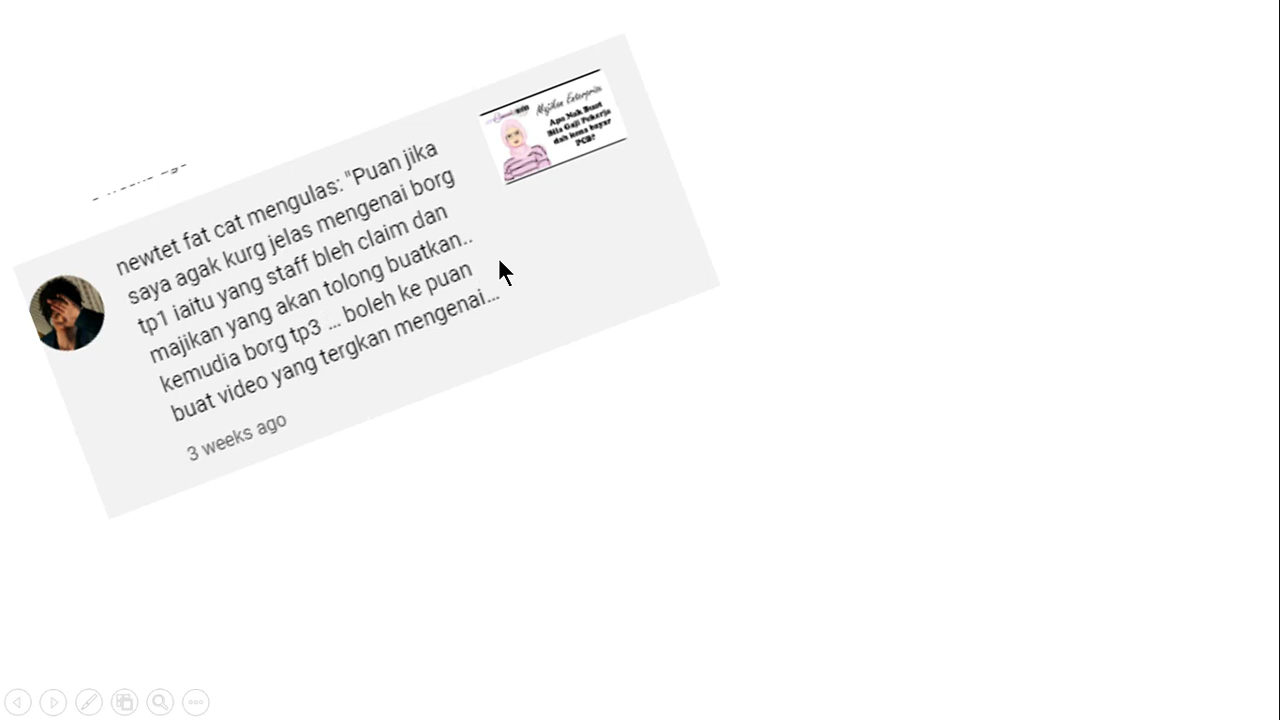 newtet fat cat mengulas: "Puan jika
saya agak kurg jelas mengenai borg
tp1 iaitu yang staff bleh claim dan
majikan yang akan tolong buatkan..
kemudia borg tp3 ... boleh ke puan
buat video yang tergkan mengenai...
3 weeks ago
Majikan Enterprise
Apa Nak Buat
Bila Gaji Pekerja
dah kena bayar
PCB?